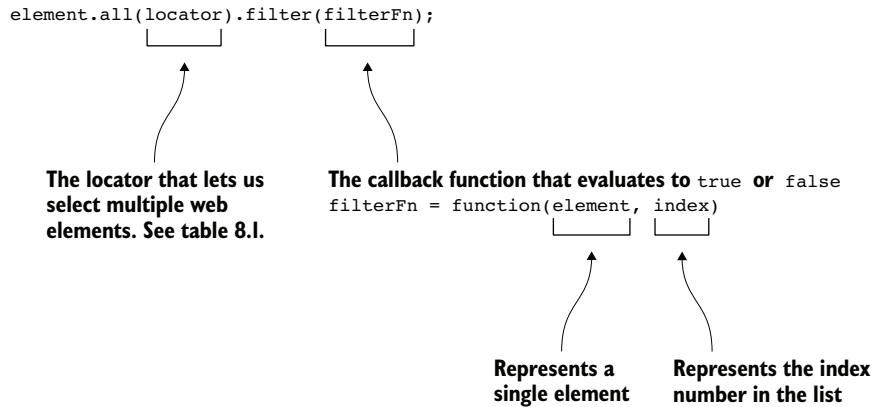 element.all(locator).filter(filterFn);
The locator that lets us
select multiple web
elements. See table 8.1.
The callback function that evaluates to true or false
filterFn = function(element, index)
Represents a
single element
Represents the index
number in the list